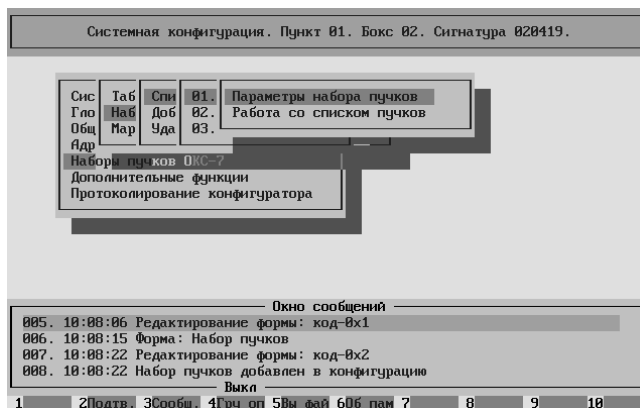 Системная конфигурация. Пункт 01. Бокс 02. Сигнатура 020419.
Сис Таб Спи 01. Параметры набора пучков
Гло Наб Доб 02. Работа со списком пучков
Общ Мар Уда 03.
Адр
Наборы пучков ОКС-7
Дополнительные функции
Протоколирование конфигуратора
Окно сообщений
005. 10:08:06 Редактирование формы: код-0x1
006. 10:08:15 Форма: Набор пучков
007. 10:08:22 Редактирование формы: код-0x2
008. 10:08:22 Набор пучков добавлен в конфигурацию
Выкл
1 2Подтв. 3Сообщ. 4Гру оп 5Вы фай 6Об пам 7 8 9 10